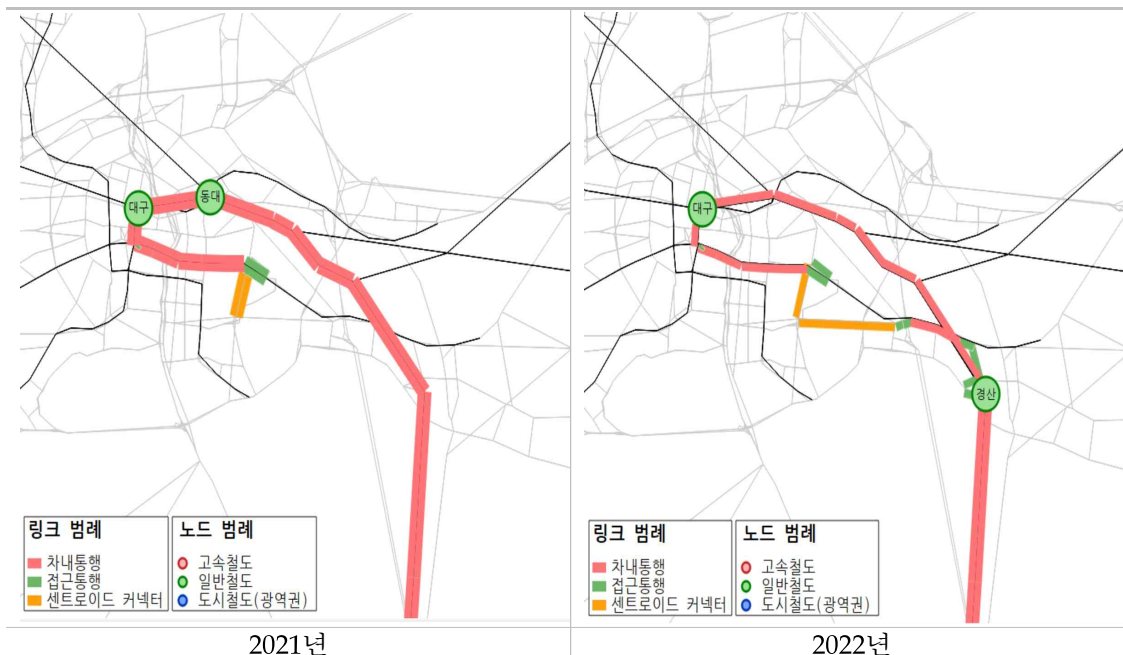 대구
동대
링크 범례
차내통행
접근통행
센트로이드 커넥터
노드 범례
고속철도
일반철도
도시철도(광역권)
2021년
대구
경산
링크 범례
차내통행
접근통행
센트로이드 커넥터
노드 범례
고속철도
일반철도
도시철도(광역권)
2022년